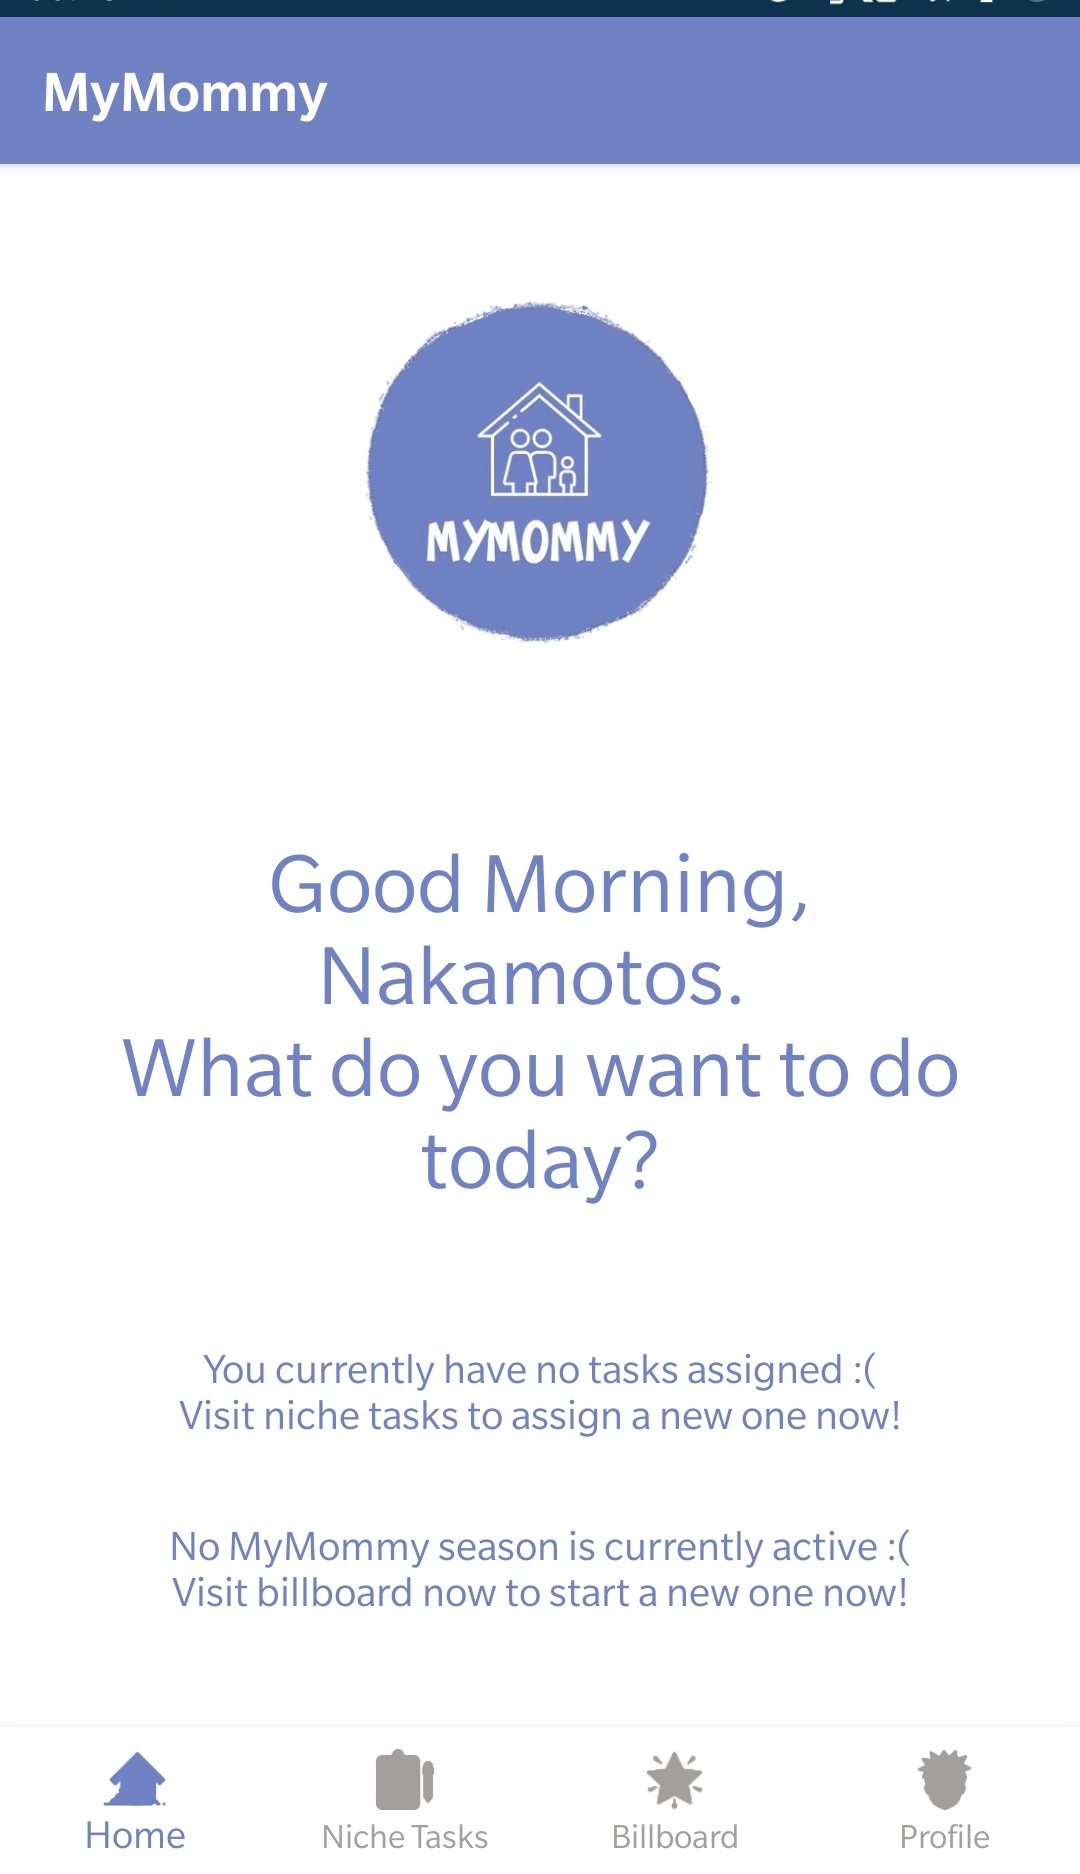 MyMommy
MYMOMMY
Good Morning,
Nakamotos.
What do you want to do
today?
You currently have no tasks assigned :(
Visit niche tasks to assign a new one now!
No MyMommy season is currently active :(
Visit billboard now to start a new one now!
Home
Niche Tasks
Billboard
Profile